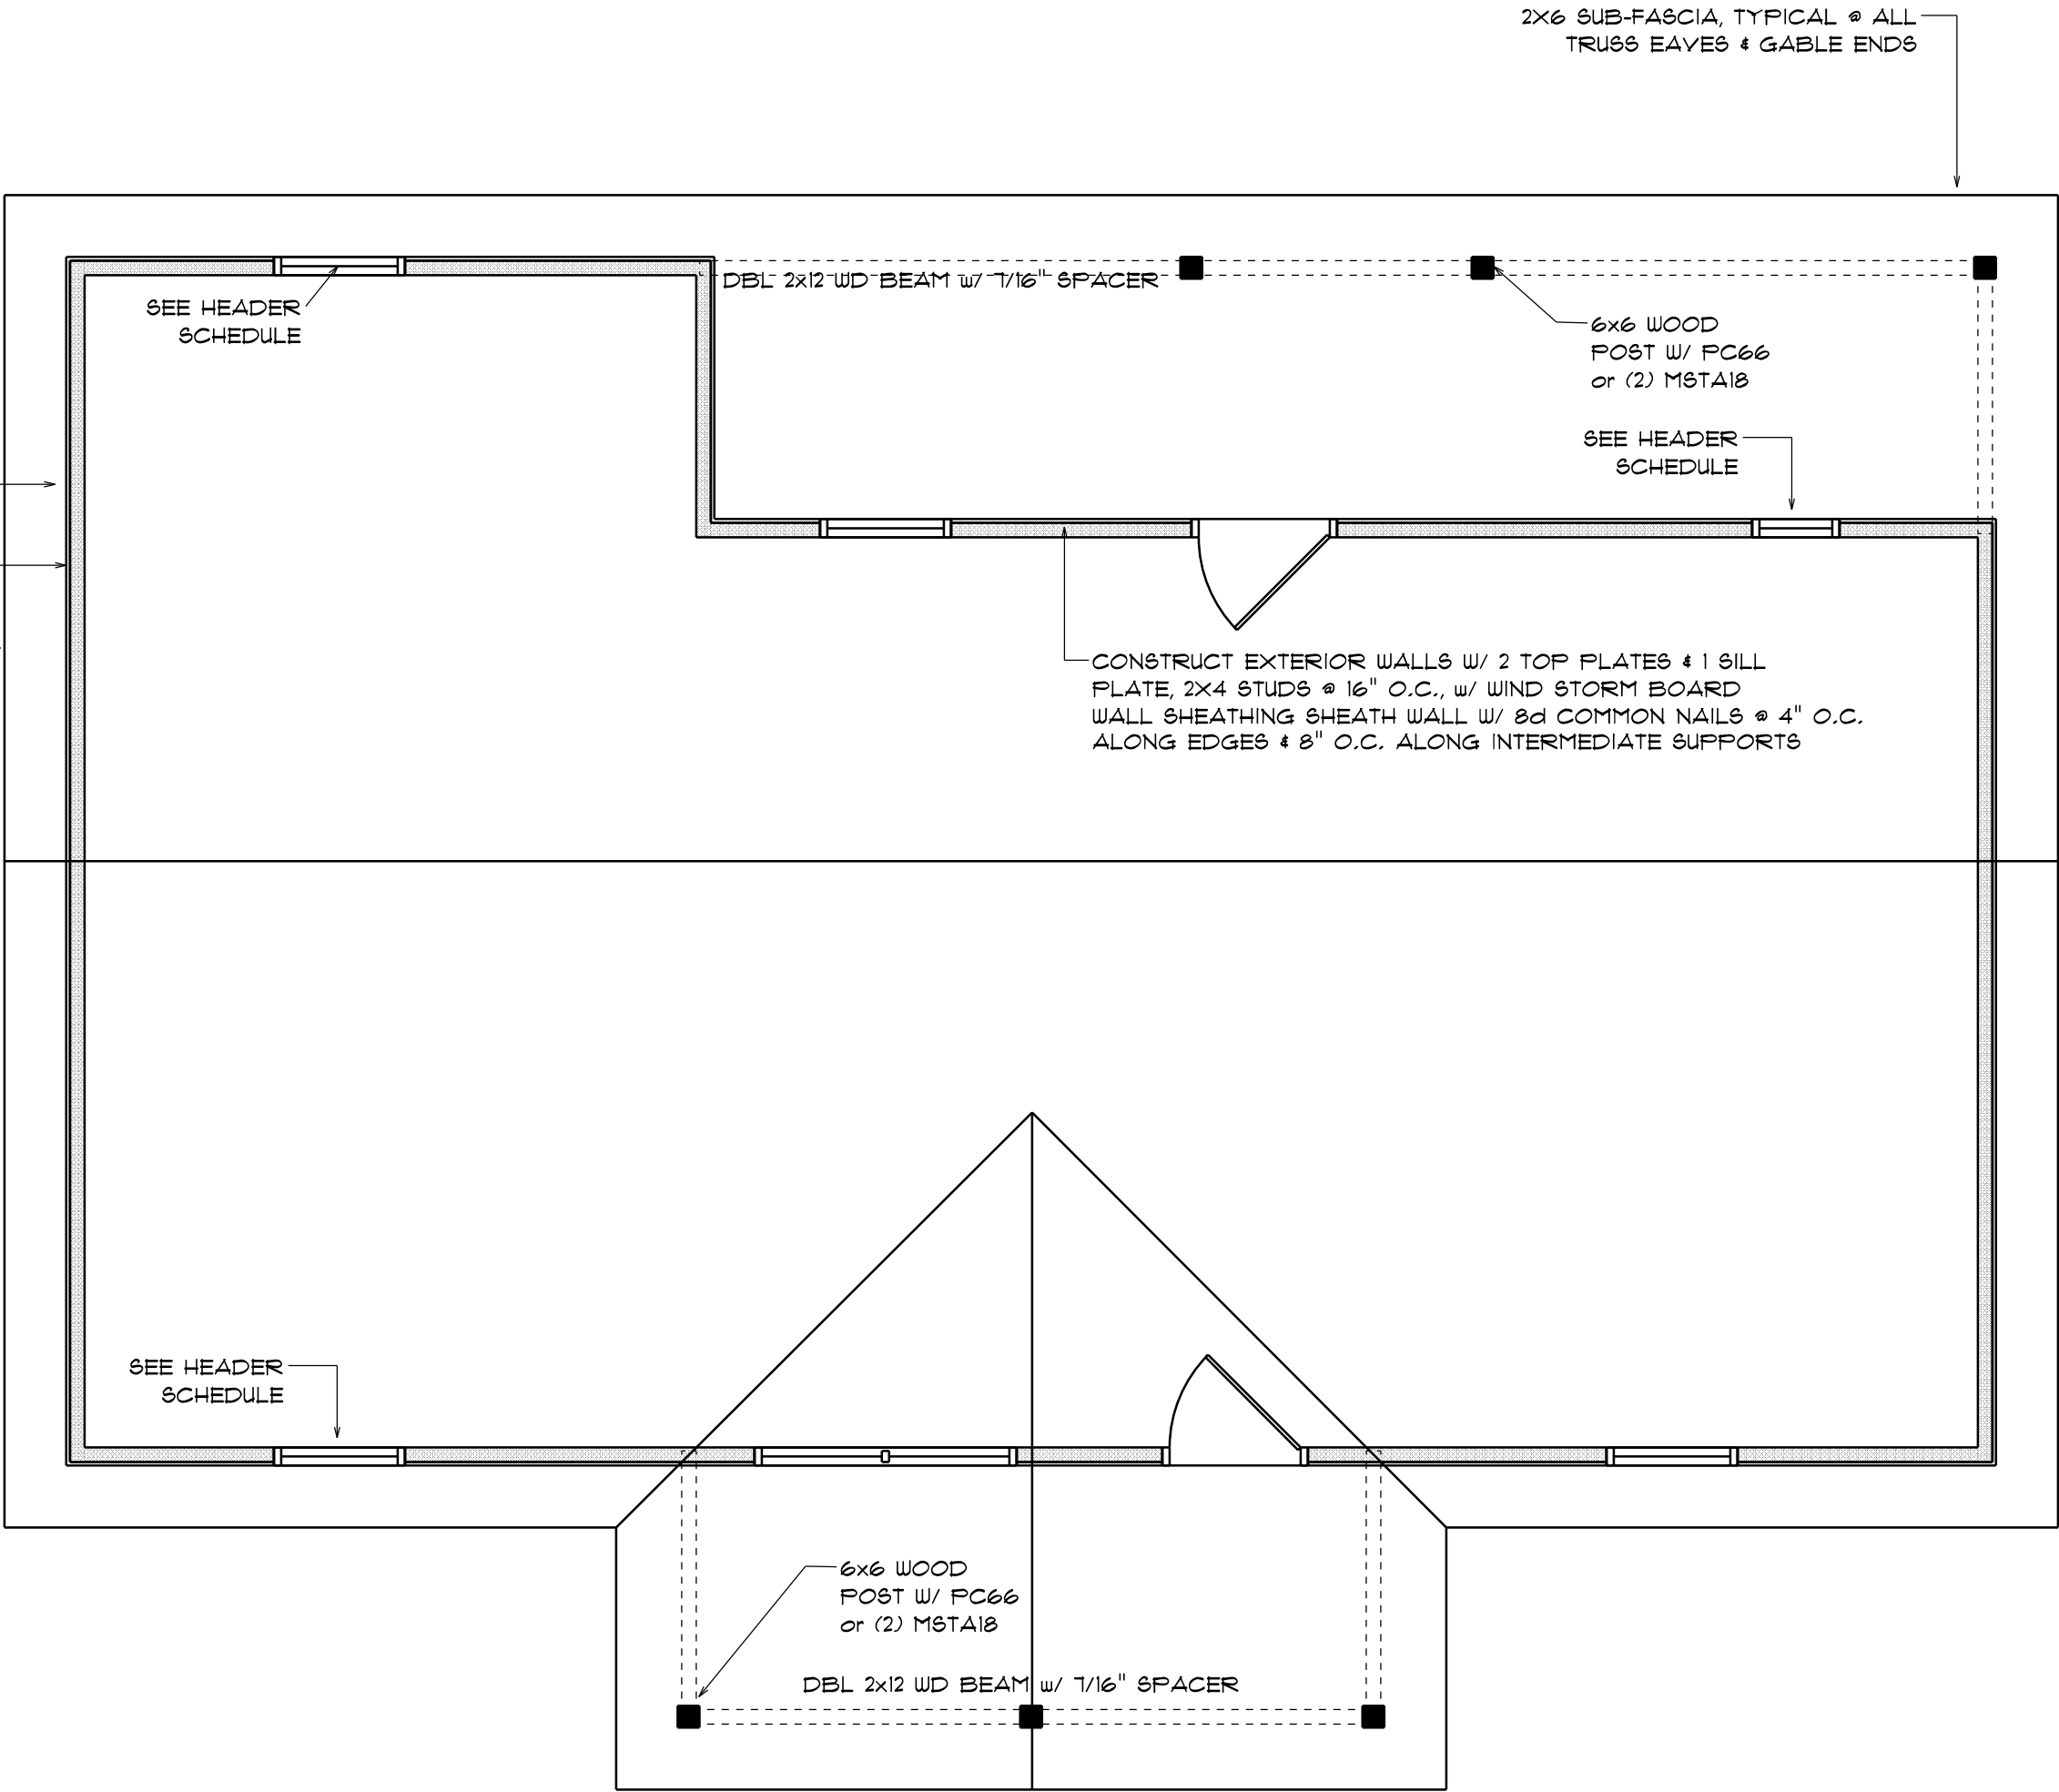 2X6 SUB-FASCIA, TYPICAL @ ALL
TRUSS EAVES & GABLE ENDS
DBL 2x12 WD BEAM w/ 7/16" SPACER
SEE HEADER
SCHEDULE
6x6 WOOD
POST W/ PC66
or (2) MSTA18
SEE HEADER
SCHEDULE
CONSTRUCT EXTERIOR WALLS W/ 2 TOP PLATES & 1 SILL
PLATE, 2X4 STUDS @ 16" O.C., w/ WIND STORM BOARD
WALL SHEATHING SHEATH WALL W/ 8d COMMON NAILS @ 4" O.C.
ALONG EDGES & 8" O.C. ALONG INTERMEDIATE SUPPORTS
SEE HEADER
SCHEDULE
6x6 WOOD
POST W/ PC66
or (2) MSTA18
DBL 2x12 WD BEAM w/ 7/16" SPACER